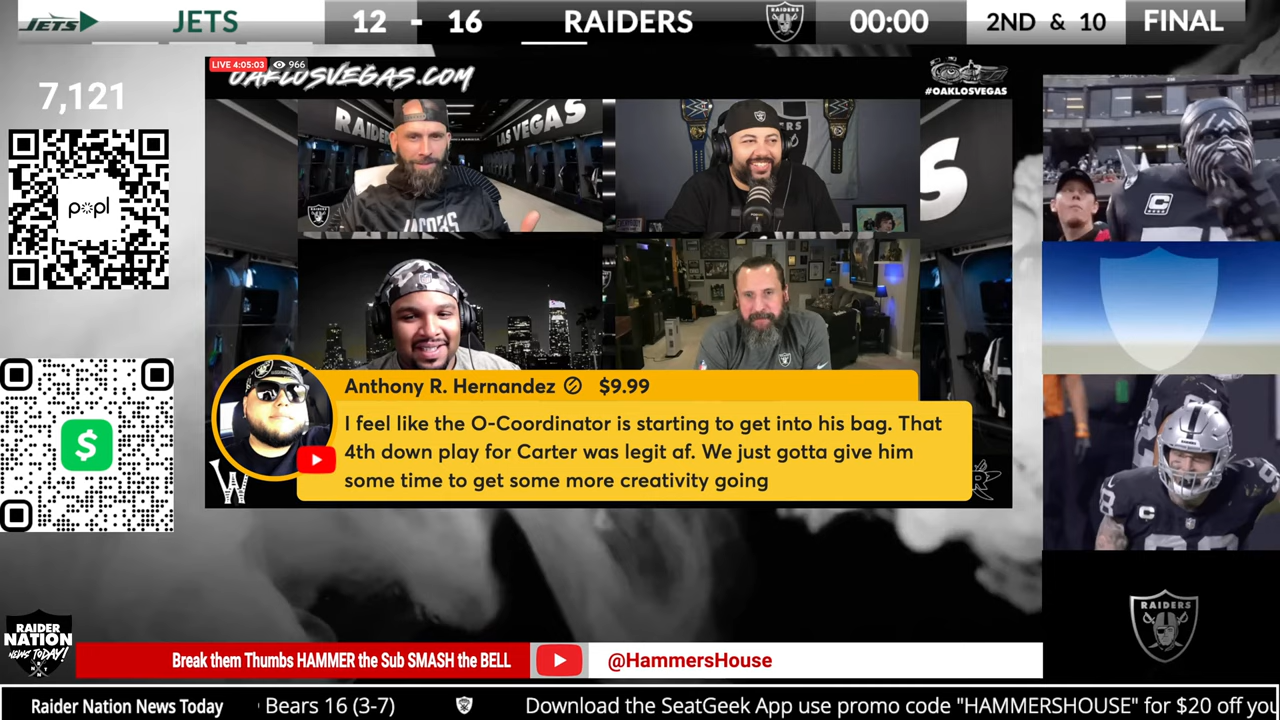 JETS
JETS
12 - 16
RAIDERS
00:00
2ND & 10
FINAL
LIVE 4:05:03
966
OAKLOSVEGAS.COM
#OAKLOSVEGAS
7,121
popl
RAIDER
LAS VEGAS
S
JACOBS
C
Anthony R. Hernandez
$9.99
I feel like the O-Coordinator is starting to get into his bag. That
4th down play for Carter was legit af. We just gotta give him
some time to get some more creativity going
$
C
RAIDERS
RAIDER
NATION
NEWS TODAY!
Break them Thumbs HAMMER the Sub SMASH the BELL
@HammersHouse
Raider Nation News Today
Bears 16 (3-7)
Download the SeatGeek App use promo code "HAMMERSHOUSE" for $20 off you